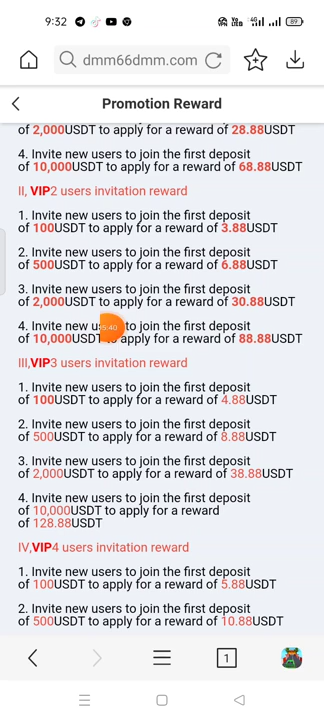 9:32
89
dmm66dmm.com
Promotion Reward
of 2,000USDT to apply for a reward of 28.88USDT
4. Invite new users to join the first deposit
of 10,000USDT to apply for a reward of 68.88USDT
II, VIP2 users invitation reward
1. Invite new users to join the first deposit
of 100USDT to apply for a reward of 3.88USDT
2. Invite new users to join the first deposit
of 500USDT to apply for a reward of 6.88USDT
3. Invite new users to join the first deposit
of 2,000USDT to apply for a reward of 30.88USDT
4. Invite new to join the first deposit
of 10,000USDT apply for a reward of 88.88USDT
III,VIP3 users invitation reward
1. Invite new users to join the first deposit
of 100USDT to apply for a reward of 4.88USDT
2. Invite new users to join the first deposit
of 500USDT to apply for a reward of 8.88USDT
3. Invite new users to join the first deposit
of 2,000USDT to apply for a reward of 38.88USDT
4. Invite new users to join the first deposit
of 10,000USDT to apply for a reward
of 128.88USDT
IV,VIP4 users invitation reward
1. Invite new users to join the first deposit
of 100USDT to apply for a reward of 5.88USDT
2. Invite new users to join the first deposit
of 500USDT to apply for a reward of 10.88USDT
1